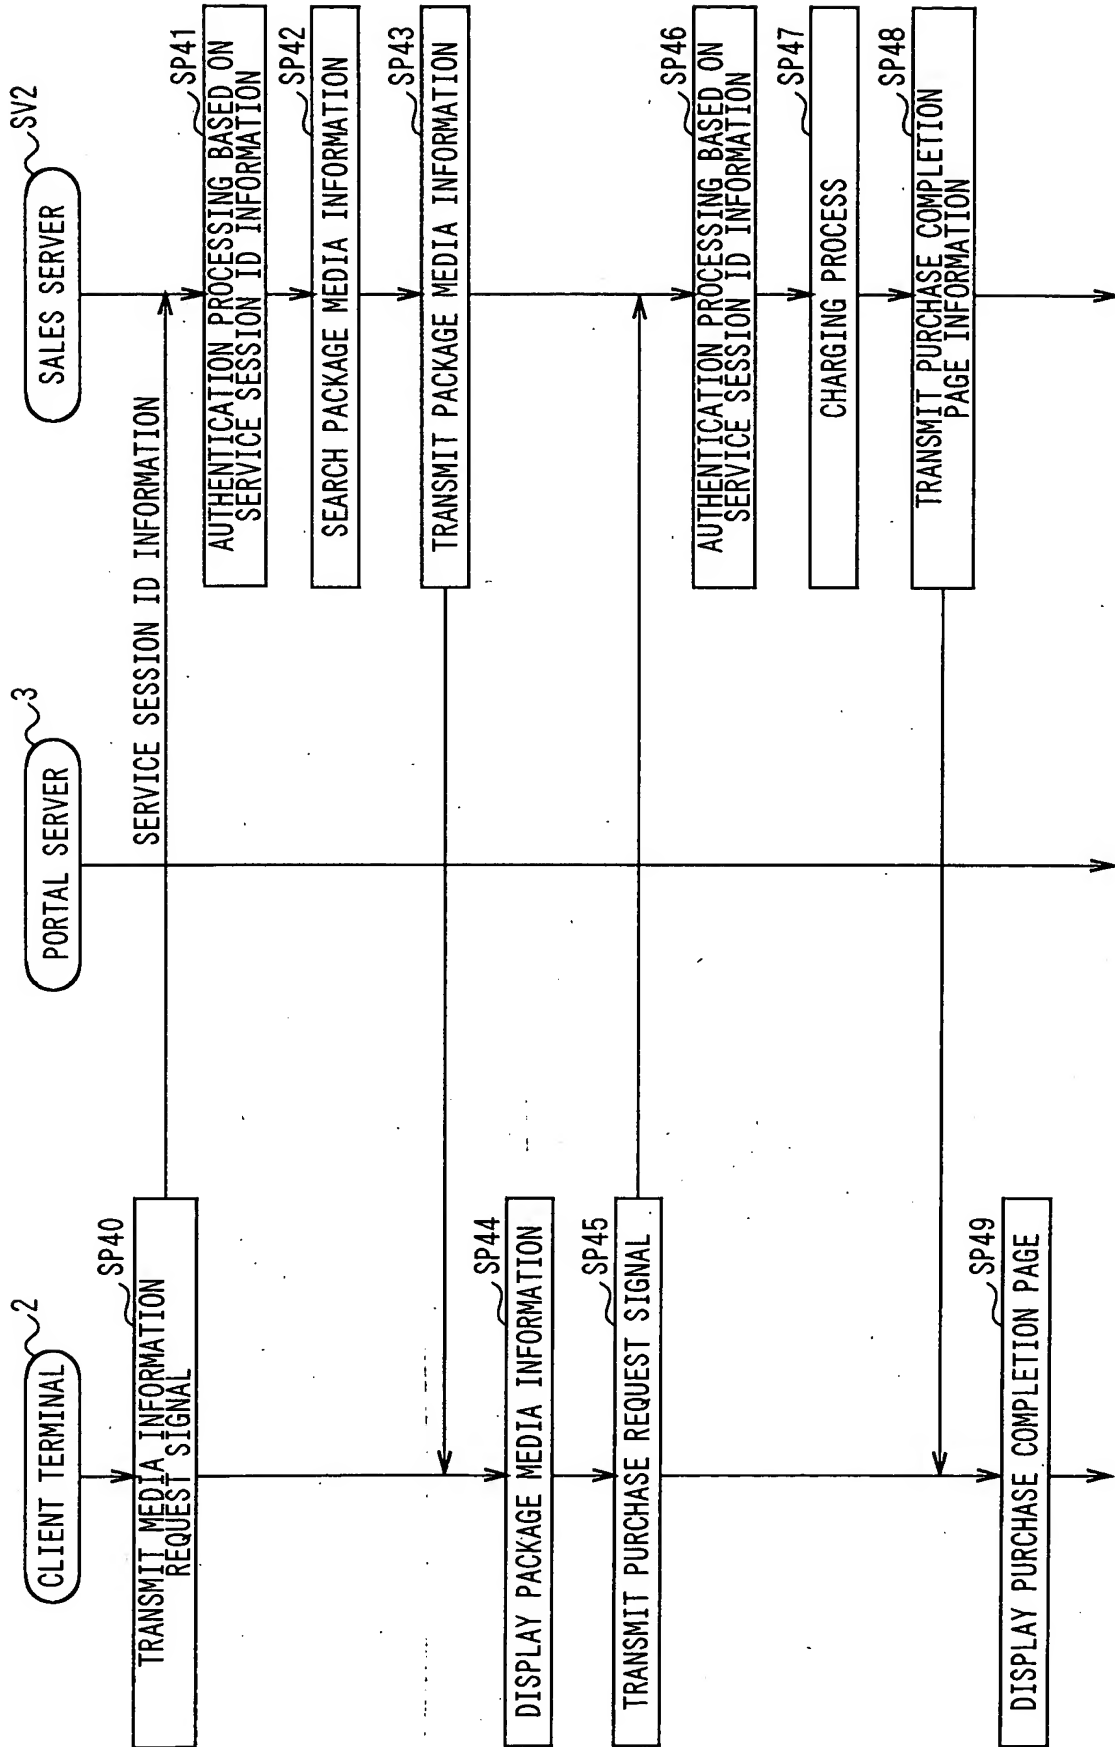 CLIENT TERMINAL
2
PORTAL SERVER
3
SALES SERVER
SV2
SP40
TRANSMIT MEDIA INFORMATION
REQUEST SIGNAL
SERVICE SESSION ID INFORMATION
SP41
AUTHENTICATION PROCESSING BASED ON
SERVICE SESSION ID INFORMATION
SP42
SEARCH PACKAGE MEDIA INFORMATION
SP43
TRANSMIT PACKAGE MEDIA INFORMATION
SP44
DISPLAY PACKAGE MEDIA INFORMATION
SP45
TRANSMIT PURCHASE REQUEST SIGNAL
SP46
AUTHENTICATION PROCESSING BASED ON
SERVICE SESSION ID INFORMATION
SP47
CHARGING PROCESS
SP48
TRANSMIT PURCHASE COMPLETION
PAGE INFORMATION
SP49
DISPLAY PURCHASE COMPLETION PAGE